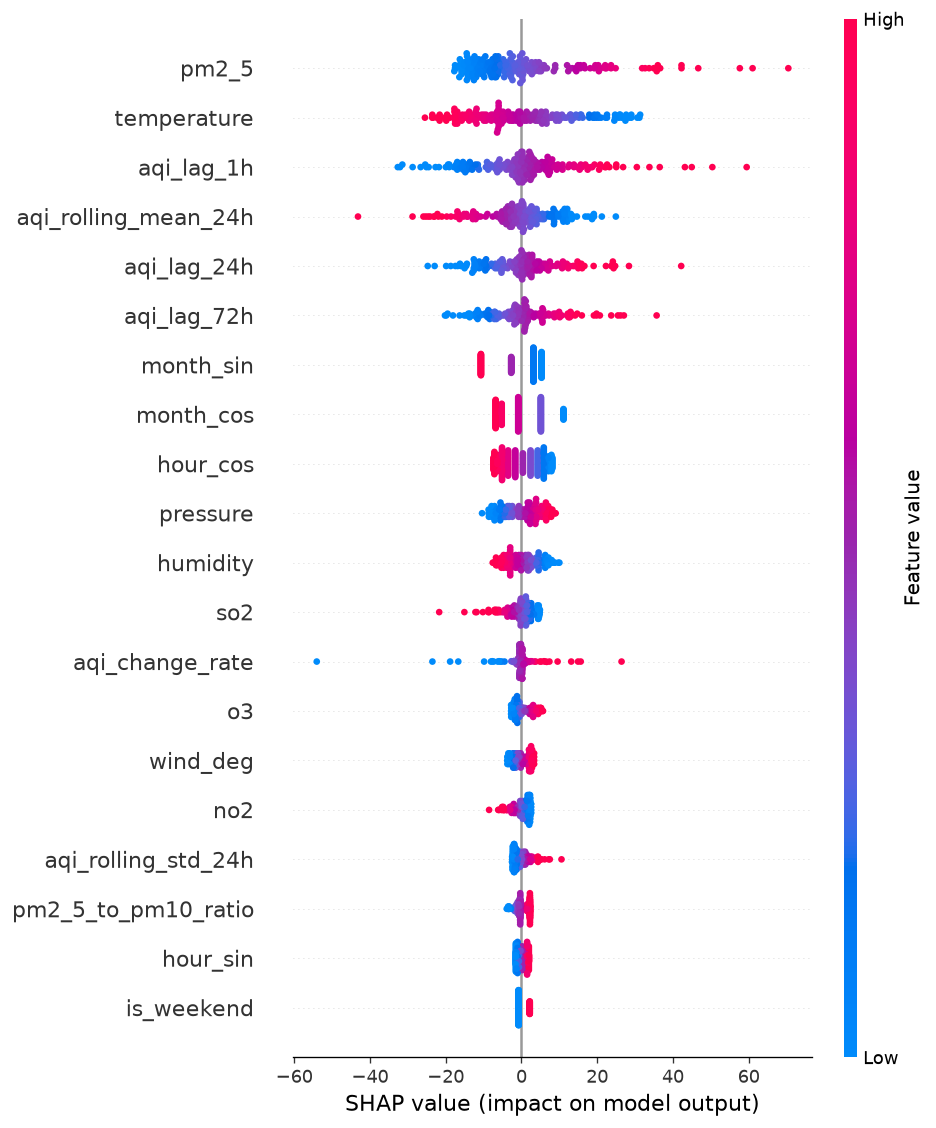 High
pm2_5
temperature
aqi_lag_1h
aqi_rolling_mean_24h
aqi_lag_24h
aqi_lag_72h
month_sin
month_cos
hour_cos
pressure
humidity
so2
aqi_change_rate
o3
wind_deg
no2
aqi_rolling_std_24h
pm2_5_to_pm10_ratio
hour_sin
is_weekend
Feature value
Low
−60 −40 −20 0 20 40 60
SHAP value (impact on model output)